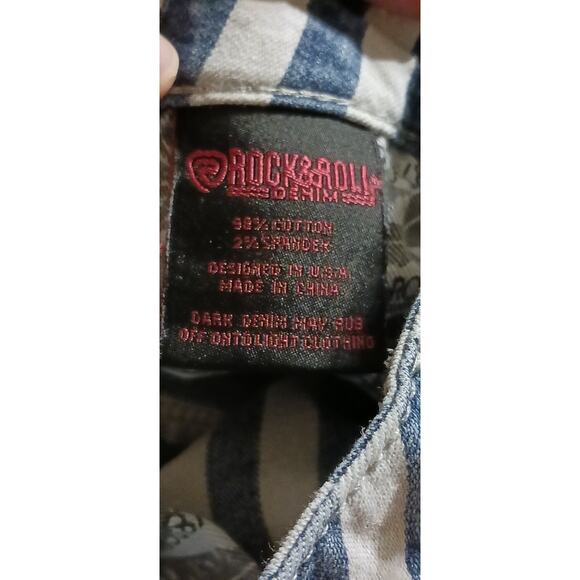 ROCK&ROLL
DENIM
98% COTTON
2% SPANDEX
DESIGNED IN U.S.A.
MADE IN CHINA
DARK DENIM MAY RUB
OFF ONTO LIGHT CLOTHING